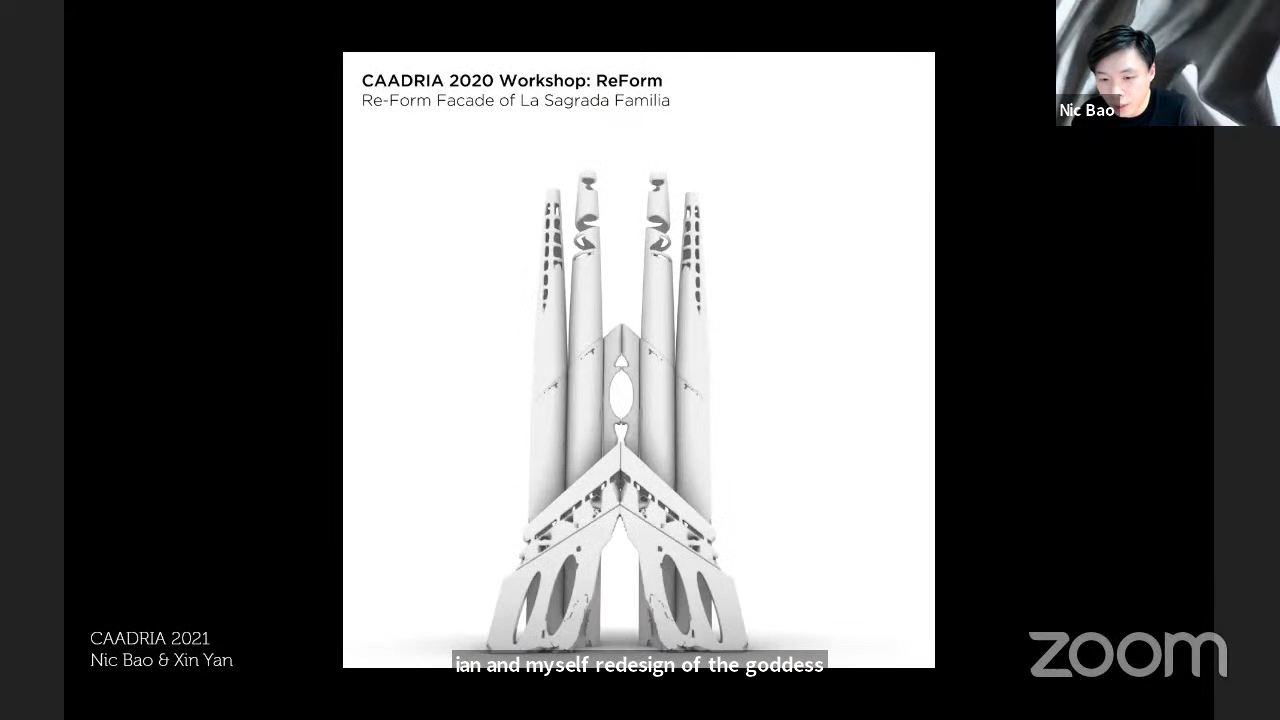 CAADRIA 2020 Workshop: ReForm
Re-Form Facade of La Sagrada Familia
Nic Bao
CAADRIA 2021
Nic Bao & Xin Yan
zoom
ian and myself redesign of the goddess